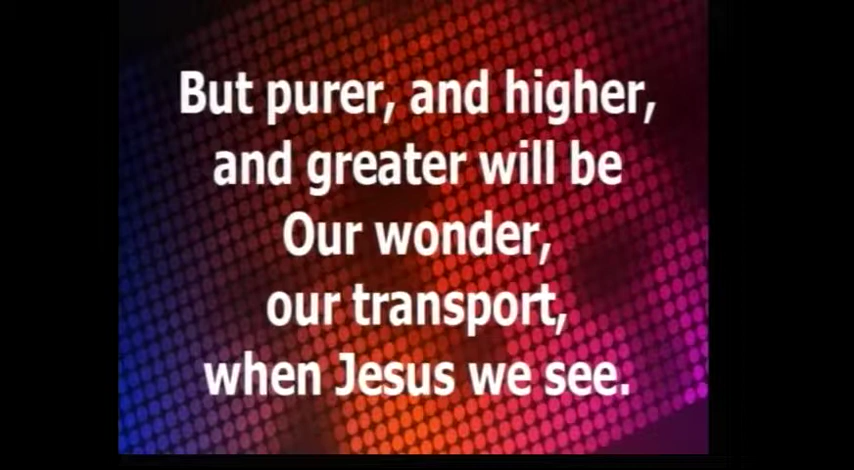 But purer, and higher,
and greater will be
Our wonder,
our transport,
when Jesus we see.